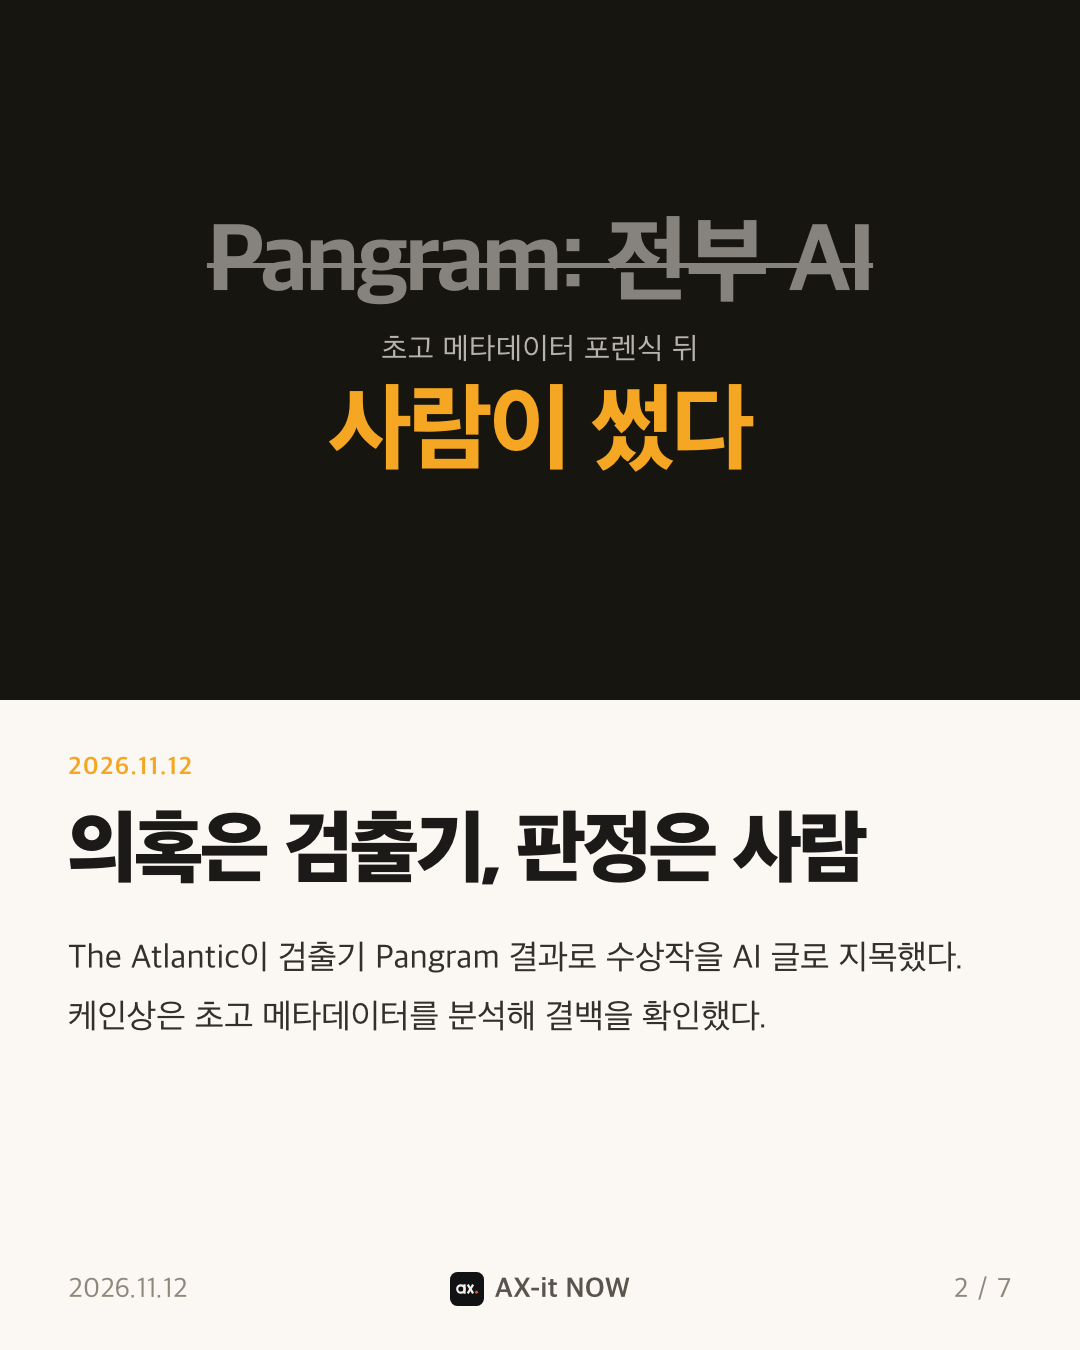 Pangram: 전부 AI
초고 메타데이터 포렌식 뒤
사람이 썼다
2026.11.12
의혹은 검출기, 판정은 사람
The Atlantic이 검출기 Pangram 결과로 수상작을 AI 글로 지목했다.
케인상은 초고 메타데이터를 분석해 결백을 확인했다.
2026.11.12
ax. AX-it NOW
2 / 7